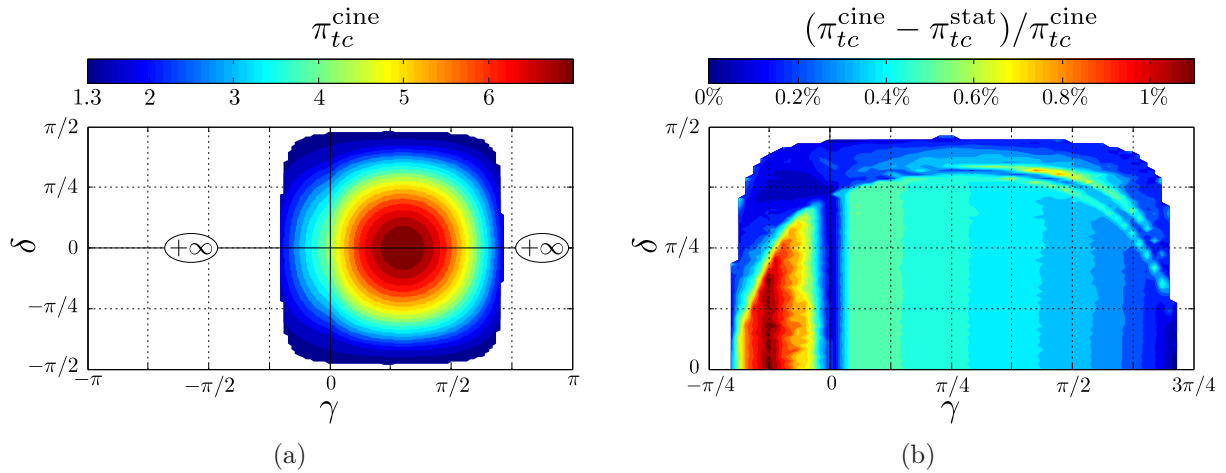 π_{tc}^{cine}
1.3 2 3 4 5 6
π/2
π/4
0
−π/4
−π/2
δ
+∞ +∞
−π −π/2 0 π/2 π
γ
(a)
(π_{tc}^{cine} − π_{tc}^{stat})/π_{tc}^{cine}
0% 0.2% 0.4% 0.6% 0.8% 1%
π/2
π/4
0
δ
−π/4 0 π/4 π/2 3π/4
γ
(b)